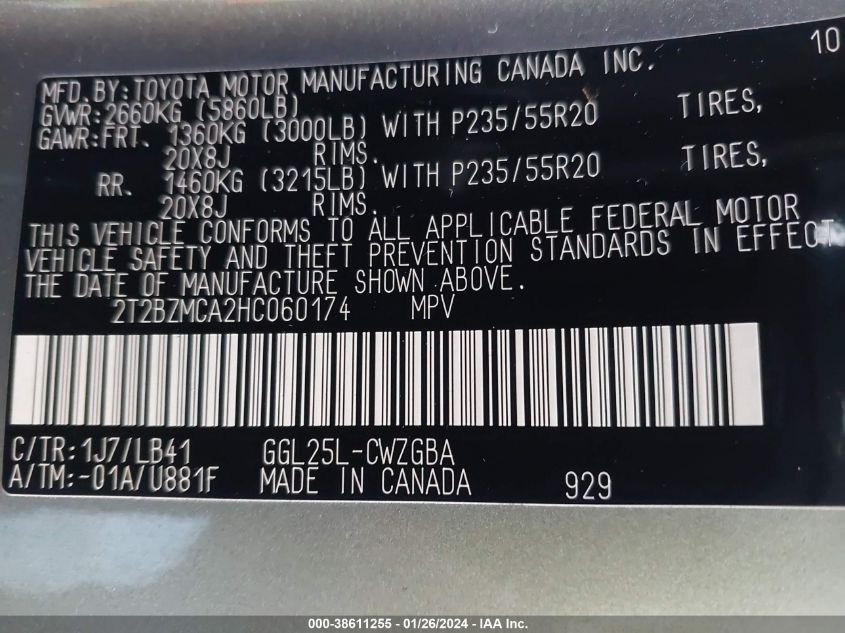 10
MFD. BY: TOYOTA MOTOR MANUFACTURING CANADA INC.
GVWR: 2660KG (5860LB)
GAWR: FRT. 1360KG (3000LB) WITH P235/55R20 TIRES,
20X8J RIMS.
RR. 1460KG (3215LB) WITH P235/55R20 TIRES,
20X8J RIMS.
THIS VEHICLE CONFORMS TO ALL APPLICABLE FEDERAL MOTOR
VEHICLE SAFETY AND THEFT PREVENTION STANDARDS IN EFFECT
THE DATE OF MANUFACTURE SHOWN ABOVE.
2T2BZMCA2HC060174 MPV
C/TR: 1J7/LB41 GGL25L-CWZGBA
A/TM: -01A/U881F MADE IN CANADA 929
000-38611255 - 01/26/2024 - IAA Inc.